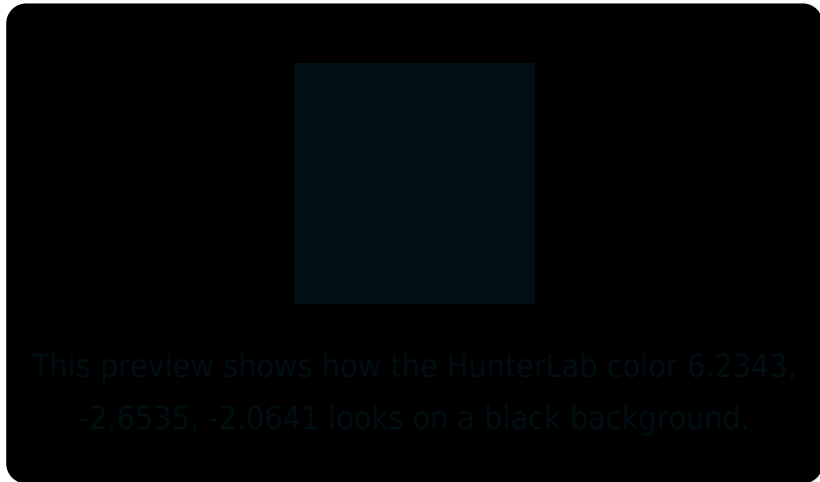 This preview shows how the HunterLab color 6.2343,
-2.6535, -2.0641 looks on a black background.